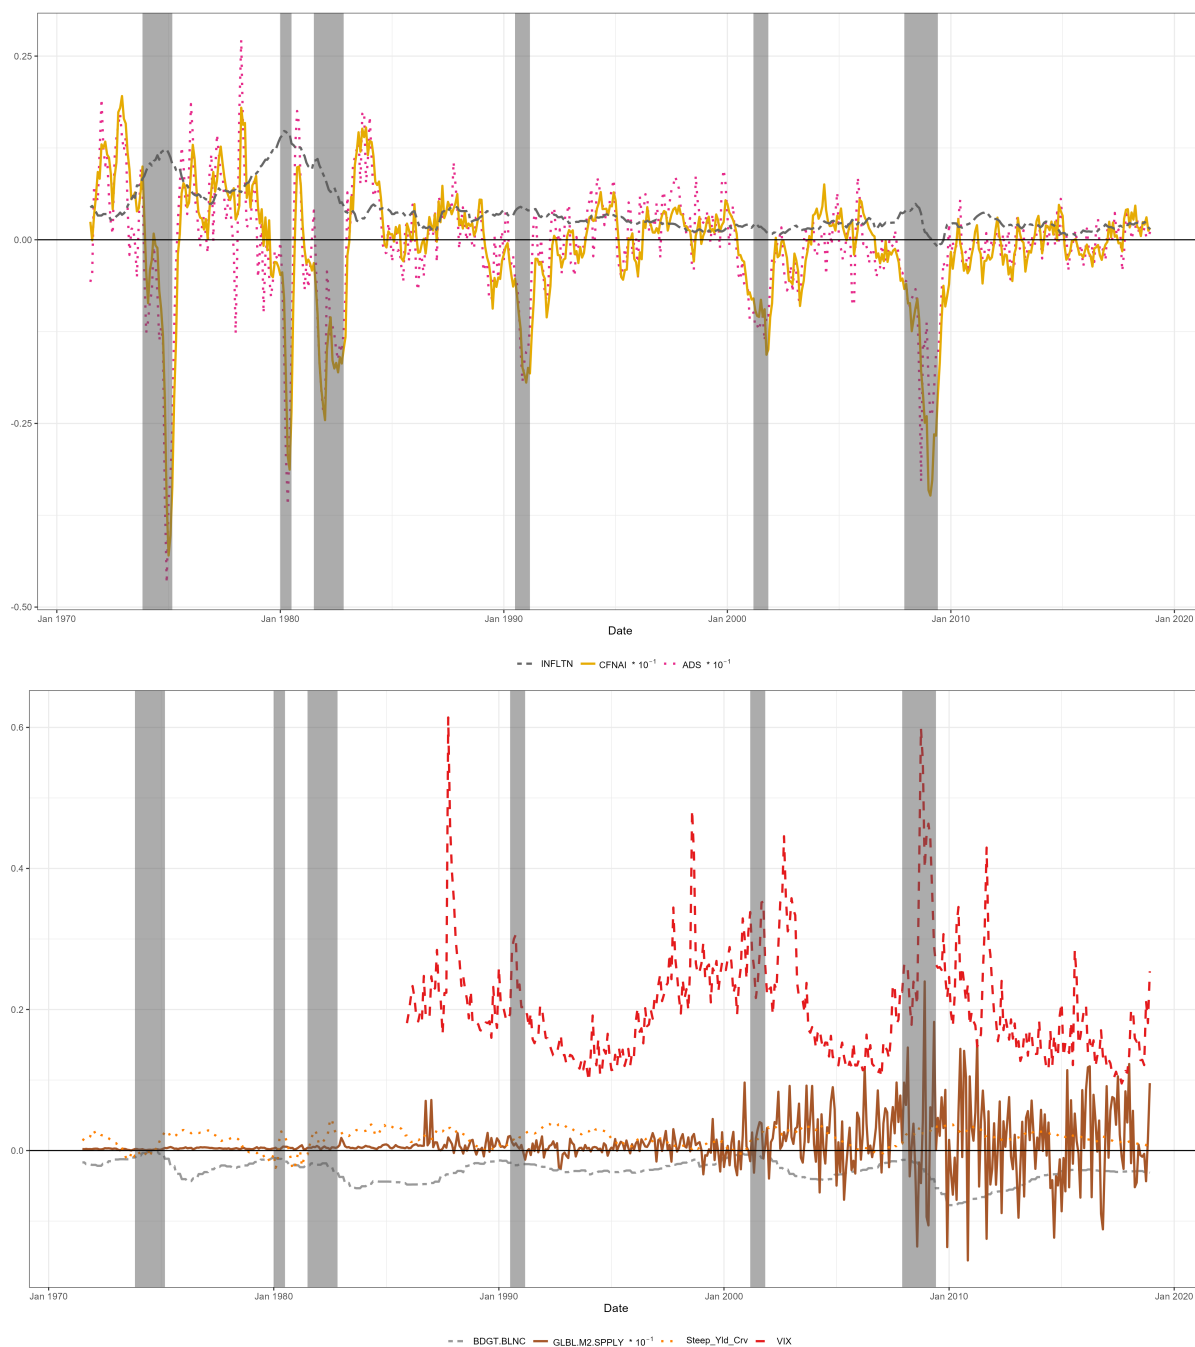 0.25
0.00
-0.25
-0.50
Jan 1970 Jan 1980 Jan 1990 Jan 2000 Jan 2010 Jan 2020
Date
INFLTN CFNAI * 10⁻¹ ADS * 10⁻¹
0.6
0.4
0.2
0.0
Jan 1970 Jan 1980 Jan 1990 Jan 2000 Jan 2010 Jan 2020
Date
BDGT.BLNC GLBL.M2.SPPLY * 10⁻¹ Steep_Yld_Crv VIX